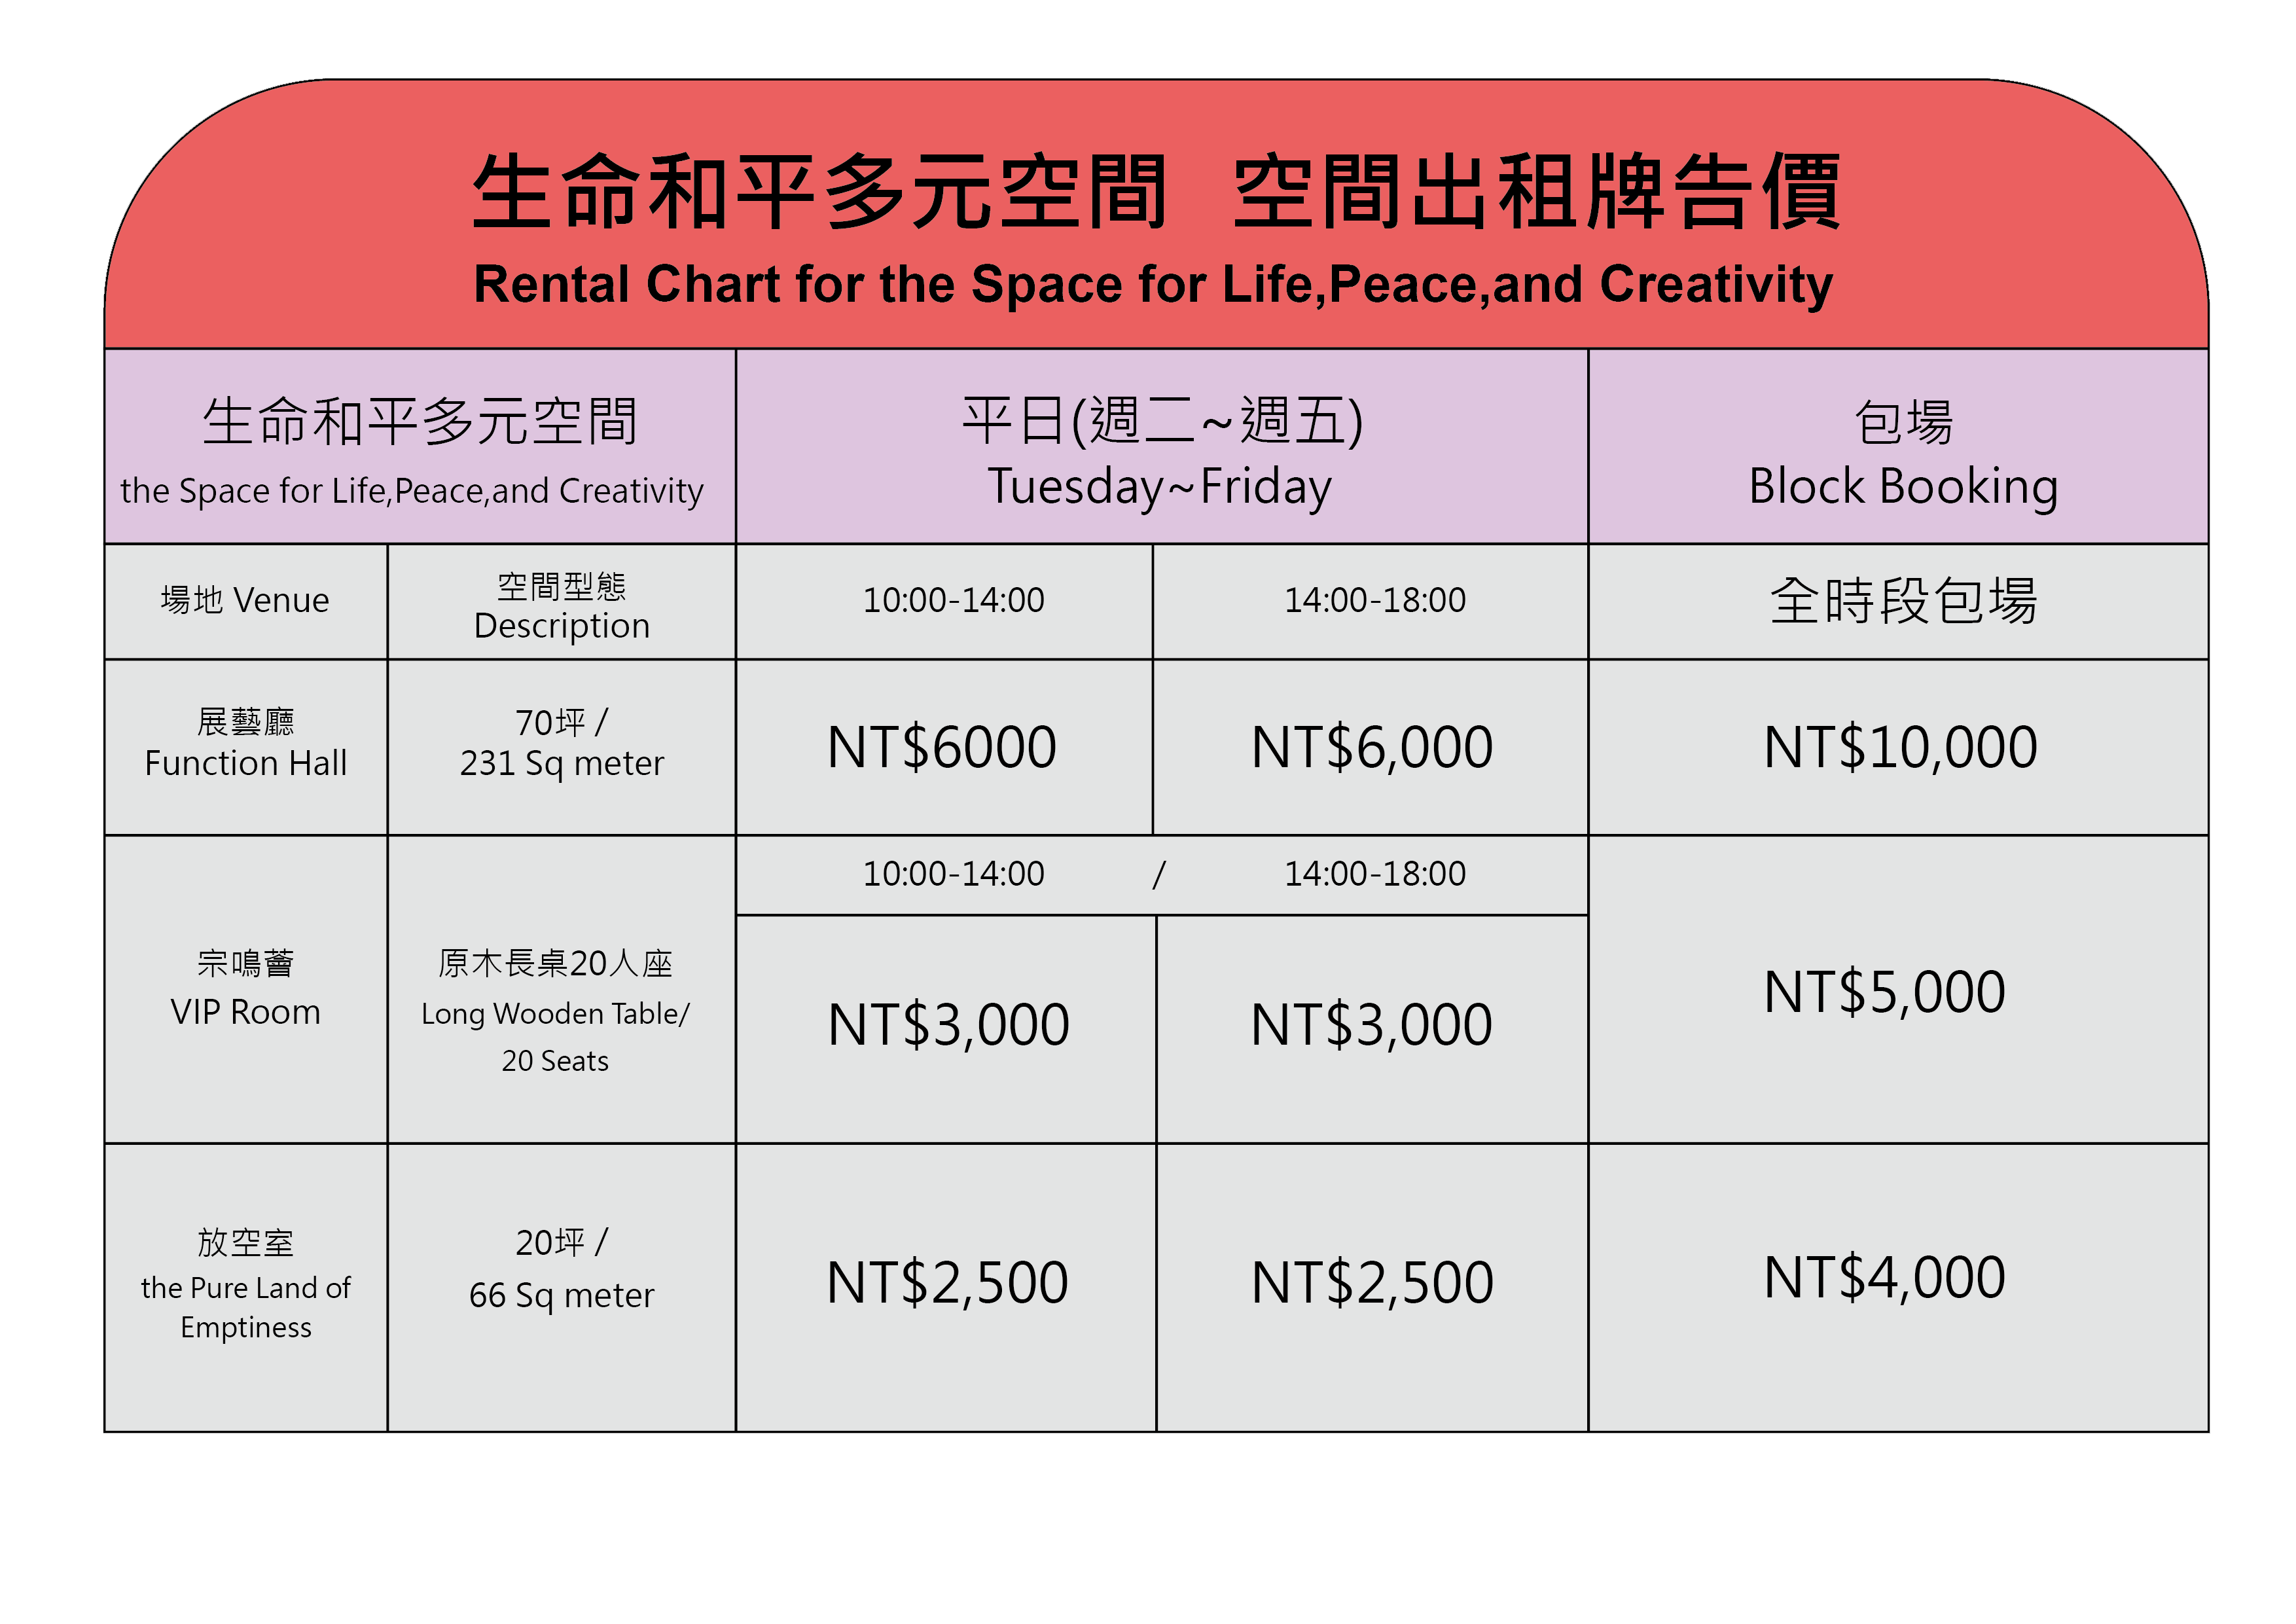 生命和平多元空間 空間出租牌告價
Rental Chart for the Space for Life,Peace,and Creativity
生命和平多元空間
the Space for Life,Peace,and Creativity
平日(週二~週五)
Tuesday~Friday
包場
Block Booking
場地 Venue
空間型態
Description
10:00-14:00
14:00-18:00
全時段包場
展藝廳
Function Hall
70坪 /
231 Sq meter
NT$6000
NT$6,000
NT$10,000
宗鳴薈
VIP Room
原木長桌20人座
Long Wooden Table/
20 Seats
10:00-14:00 / 14:00-18:00
NT$3,000
NT$3,000
NT$5,000
放空室
the Pure Land of
Emptiness
20坪 /
66 Sq meter
NT$2,500
NT$2,500
NT$4,000